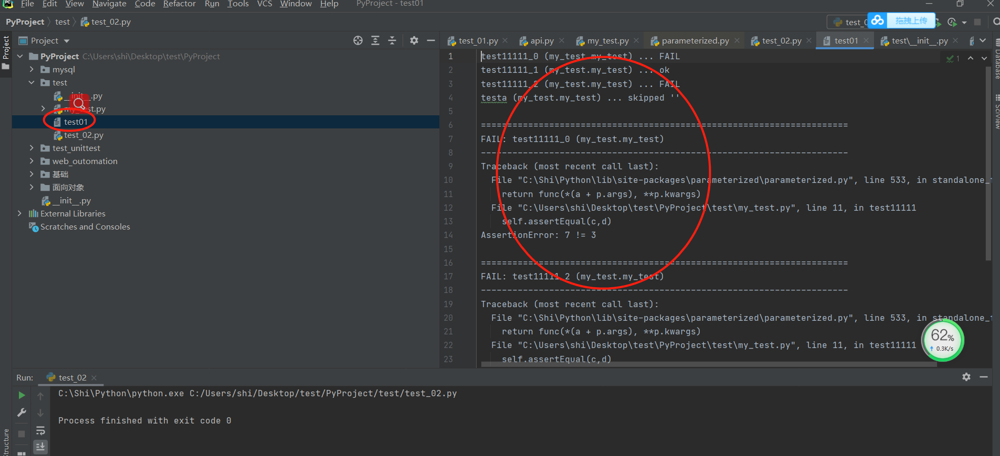 PC File Edit View Navigate Code Refactor Run Tools VCS Window Help PyProject - test01
PyProject test test_02.py
拖拽上传
Project
test_01.py api.py my_test.py parameterized.py test_02.py test01 test\__init__.py
Project
PyProject C:\Users\shi\Desktop\test\PyProject
mysql
test
__init__.py
my_test.py
test01
test_02.py
test_unittest
web_outomation
基础
面向对象
__init__.py
External Libraries
Scratches and Consoles
1 test11111_0 (my_test.my_test) ... FAIL
2 test11111_1 (my_test.my_test) ... ok
3 test11111_2 (my_test.my_test) ... FAIL
4 testa (my_test.my_test) ... skipped ''
5
6 ======================================================================
7 FAIL: test11111_0 (my_test.my_test)
8 ----------------------------------------------------------------------
9 Traceback (most recent call last):
10 File "C:\Shi\Python\lib\site-packages\parameterized\parameterized.py", line 533, in standalone_
11 return func(*(a + p.args), **p.kwargs)
12 File "C:\Users\shi\Desktop\test\PyProject\test\my_test.py", line 11, in test11111
13 self.assertEqual(c,d)
14 AssertionError: 7 != 3
15
16 ======================================================================
17 FAIL: test11111_2 (my_test.my_test)
18 ----------------------------------------------------------------------
19 Traceback (most recent call last):
20 File "C:\Shi\Python\lib\site-packages\parameterized\parameterized.py", line 533, in standalone_
21 return func(*(a + p.args), **p.kwargs)
22 File "C:\Users\shi\Desktop\test\PyProject\test\my_test.py", line 11, in test11111
23 self.assertEqual(c,d)
1
Database
SciView
62%
0.3K/s
Run: test_02
C:\Shi\Python\python.exe C:/Users/shi/Desktop/test/PyProject/test/test_02.py
Process finished with exit code 0